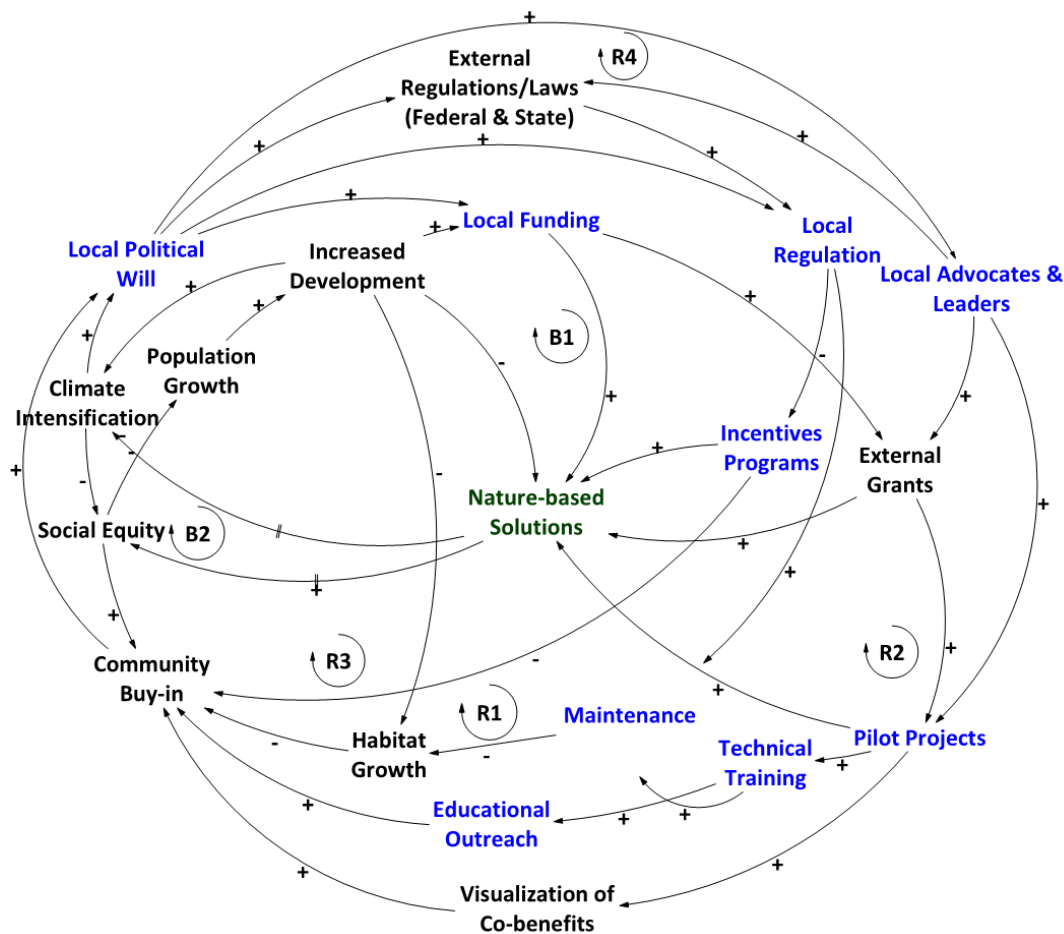 +
External
Regulations/Laws
(Federal & State)
R4
+
+
+
+
+
Local Political
Will
Local Funding
+
Increased
Development
Local
Regulation
Local Advocates &
Leaders
+
+
+
B1
+
Population
Growth
-
-
Climate
Intensification
-
-
+
+
+
Incentives
Programs
External
Grants
+
-
-
Nature-based
Solutions
Social Equity
B2
//
+
||
+
+
+
+
R3
-
R2
+
Community
Buy-in
R1
+
Maintenance
Habitat
Growth
-
-
Pilot Projects
Technical
Training
+
Educational
Outreach
+
+
+
+
+
Visualization of
Co-benefits